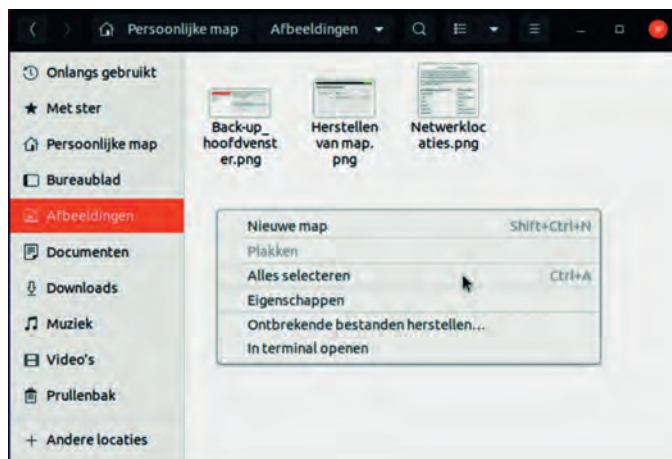 Persoonlijke map Afbeeldingen
Onlangs gebruikt
Met ster
Persoonlijke map
Bureaublad
Afbeeldingen
Documenten
Downloads
Muziek
Video's
Prullenbak
Andere locaties
Back-up_
hoofdvenst
er.png
Herstellen
van map.
png
Netwerkloc
aties.png
Nieuwe map Shift+Ctrl+N
Plakken
Alles selecteren Ctrl+A
Eigenschappen
Ontbrekende bestanden herstellen...
In terminal openen